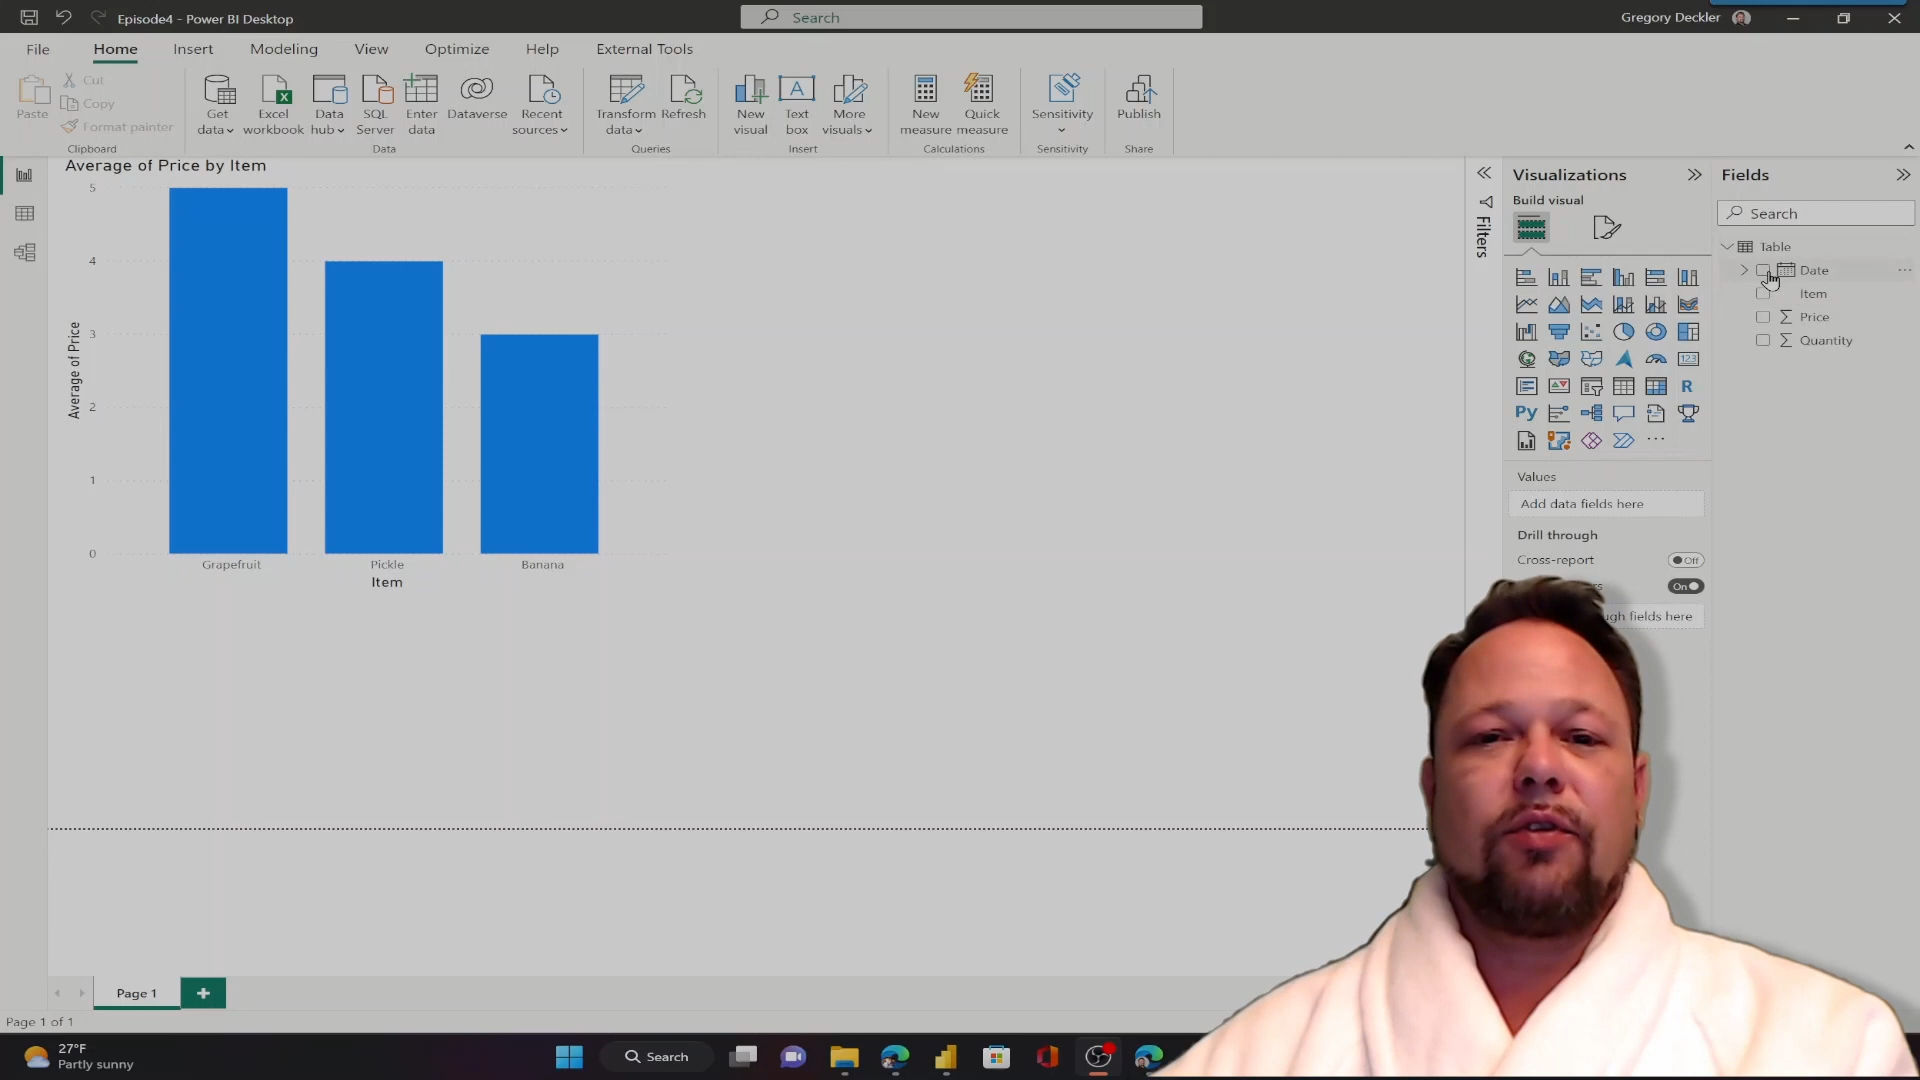 Episode4 - Power BI Desktop
Search
Gregory Deckler
File
Home
Insert
Modeling
View
Optimize
Help
External Tools
Paste
Cut
Copy
Format painter
Clipboard
Get data
Excel workbook
Data hub
SQL Server
Enter data
Dataverse
Recent sources
Data
Transform data
Refresh
Queries
New visual
Text box
More visuals
Insert
New measure
Quick measure
Calculations
Sensitivity
Sensitivity
Publish
Share
Average of Price by Item
5
4
3
2
1
0
Average of Price
Grapefruit
Pickle
Banana
Item
Filters
Visualizations
Build visual
123
R
Py
Values
Add data fields here
Drill through
Cross-report
Off
On
fields here
Fields
Search
Table
Date
Item
Price
Quantity
Page 1
Page 1 of 1
27°F
Partly sunny
Search